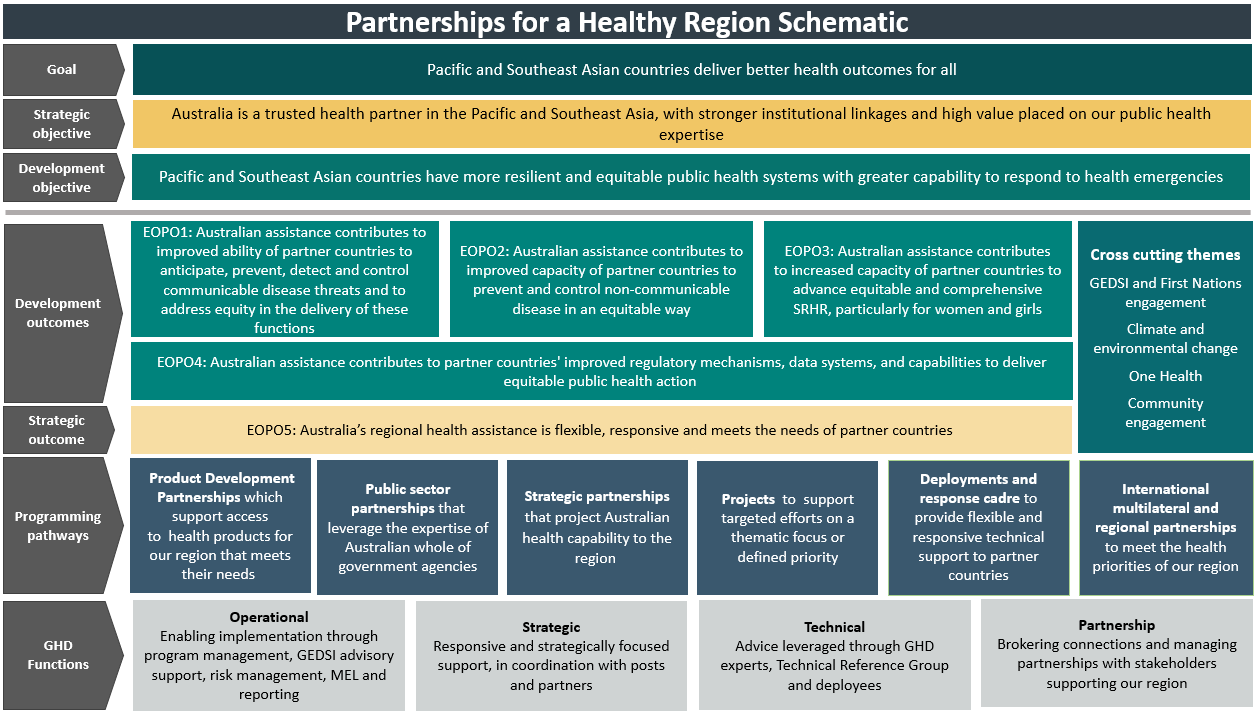 Partnerships for a Healthy Region Schematic
Goal
Pacific and Southeast Asian countries deliver better health outcomes for all
Strategic
objective
Australia is a trusted health partner in the Pacific and Southeast Asia, with stronger institutional linkages and high value placed on our public health
expertise
Development
objective
Pacific and Southeast Asian countries have more resilient and equitable public health systems with greater capability to respond to health emergencies
Development
outcomes
EOPO1: Australian assistance contributes to
improved ability of partner countries to
anticipate, prevent, detect and control
communicable disease threats and to
address equity in the delivery of these
functions
EOPO2: Australian assistance contributes to
improved capacity of partner countries to
prevent and control non-communicable
disease in an equitable way
EOPO3: Australian assistance contributes
to increased capacity of partner countries to
advance equitable and comprehensive
SRHR, particularly for women and girls
EOPO4: Australian assistance contributes to partner countries' improved regulatory mechanisms, data systems, and capabilities to deliver
equitable public health action
Cross cutting themes
GEDSI and First Nations
engagement
Climate and
environmental change
One Health
Community
engagement
Strategic
outcome
EOPO5: Australia’s regional health assistance is flexible, responsive and meets the needs of partner countries
Programming
pathways
Product Development
Partnerships which
support access
to health products for
our region that meets
their needs
Public sector
partnerships that
leverage the expertise of
Australian whole of
government agencies
Strategic partnerships
that project Australian
health capability to the
region
Projects to support
targeted efforts on a
thematic focus or
defined priority
Deployments and
response cadre to
provide flexible and
responsive technical
support to partner
countries
International
multilateral and
regional partnerships
to meet the health
priorities of our region
GHD
Functions
Operational
Enabling implementation through
program management, GEDSI advisory
support, risk management, MEL and
reporting
Strategic
Responsive and strategically focused
support, in coordination with posts
and partners
Technical
Advice leveraged through GHD
experts, Technical Reference Group
and deployees
Partnership
Brokering connections and managing
partnerships with stakeholders
supporting our region